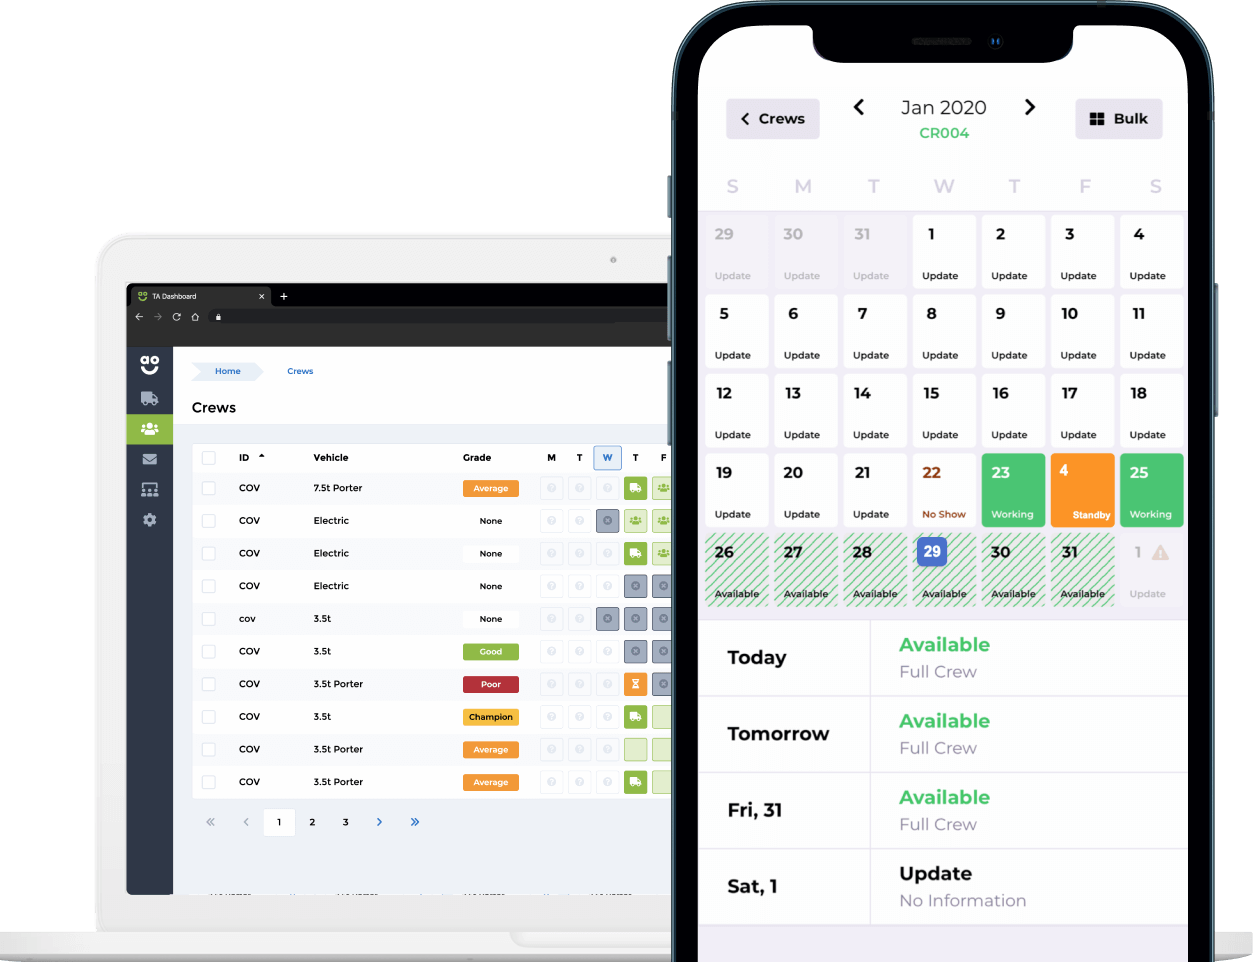 TA Dashboard
Home
Crews
Crews
ID Vehicle Grade M T W T F
COV 7.5t Porter Average
COV Electric None
COV Electric None
COV Electric None
cov 3.5t None
COV 3.5t Good
COV 3.5t Porter Poor
COV 3.5t Champion
COV 3.5t Porter Average
COV 3.5t Porter Average
« ‹ 1 2 3 › »
Crews
Jan 2020
CR004
Bulk
S M T W T F S
29 30 31 1 2 3 4
Update Update Update Update Update Update Update
5 6 7 8 9 10 11
Update Update Update Update Update Update Update
12 13 14 15 16 17 18
Update Update Update Update Update Update Update
19 20 21 22 23 4 25
Update Update Update No Show Working Standby Working
26 27 28 29 30 31 1
Available Available Available Available Available Available Update
Today Available
Full Crew
Tomorrow Available
Full Crew
Fri, 31 Available
Full Crew
Sat, 1 Update
No Information